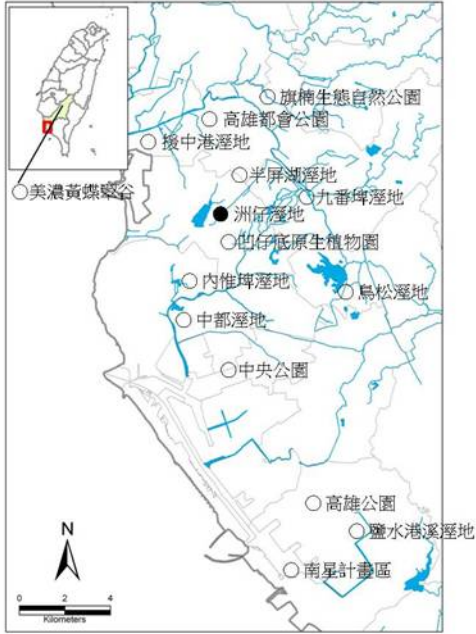 旗楠生態自然公園
高雄都會公園
援中港溼地
半屏湖溼地
美濃黃蝶翠谷
九番埤溼地
洲仔溼地
凹仔底原生植物園
內惟埤溼地
鳥松溼地
中都溼地
中央公園
高雄公園
鹽水港溪溼地
N
南星計畫區
0 2 4
Kilometers